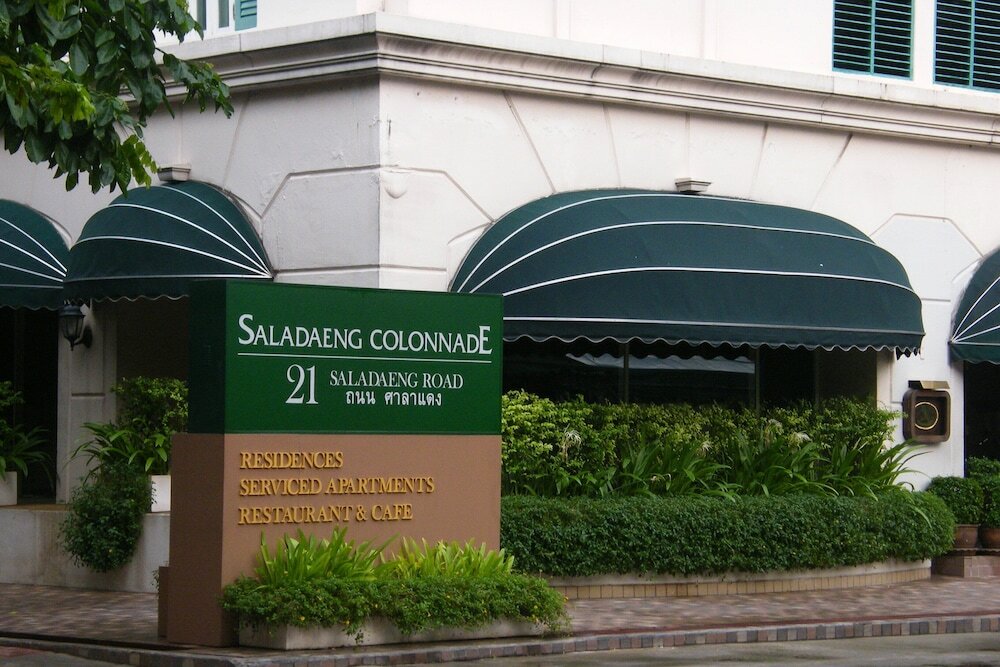 SALADAENG COLONNADE
21 SALADAENG ROAD
ถนน ศาลาแดง
RESIDENCES
SERVICED APARTMENTS
RESTAURANT & CAFE